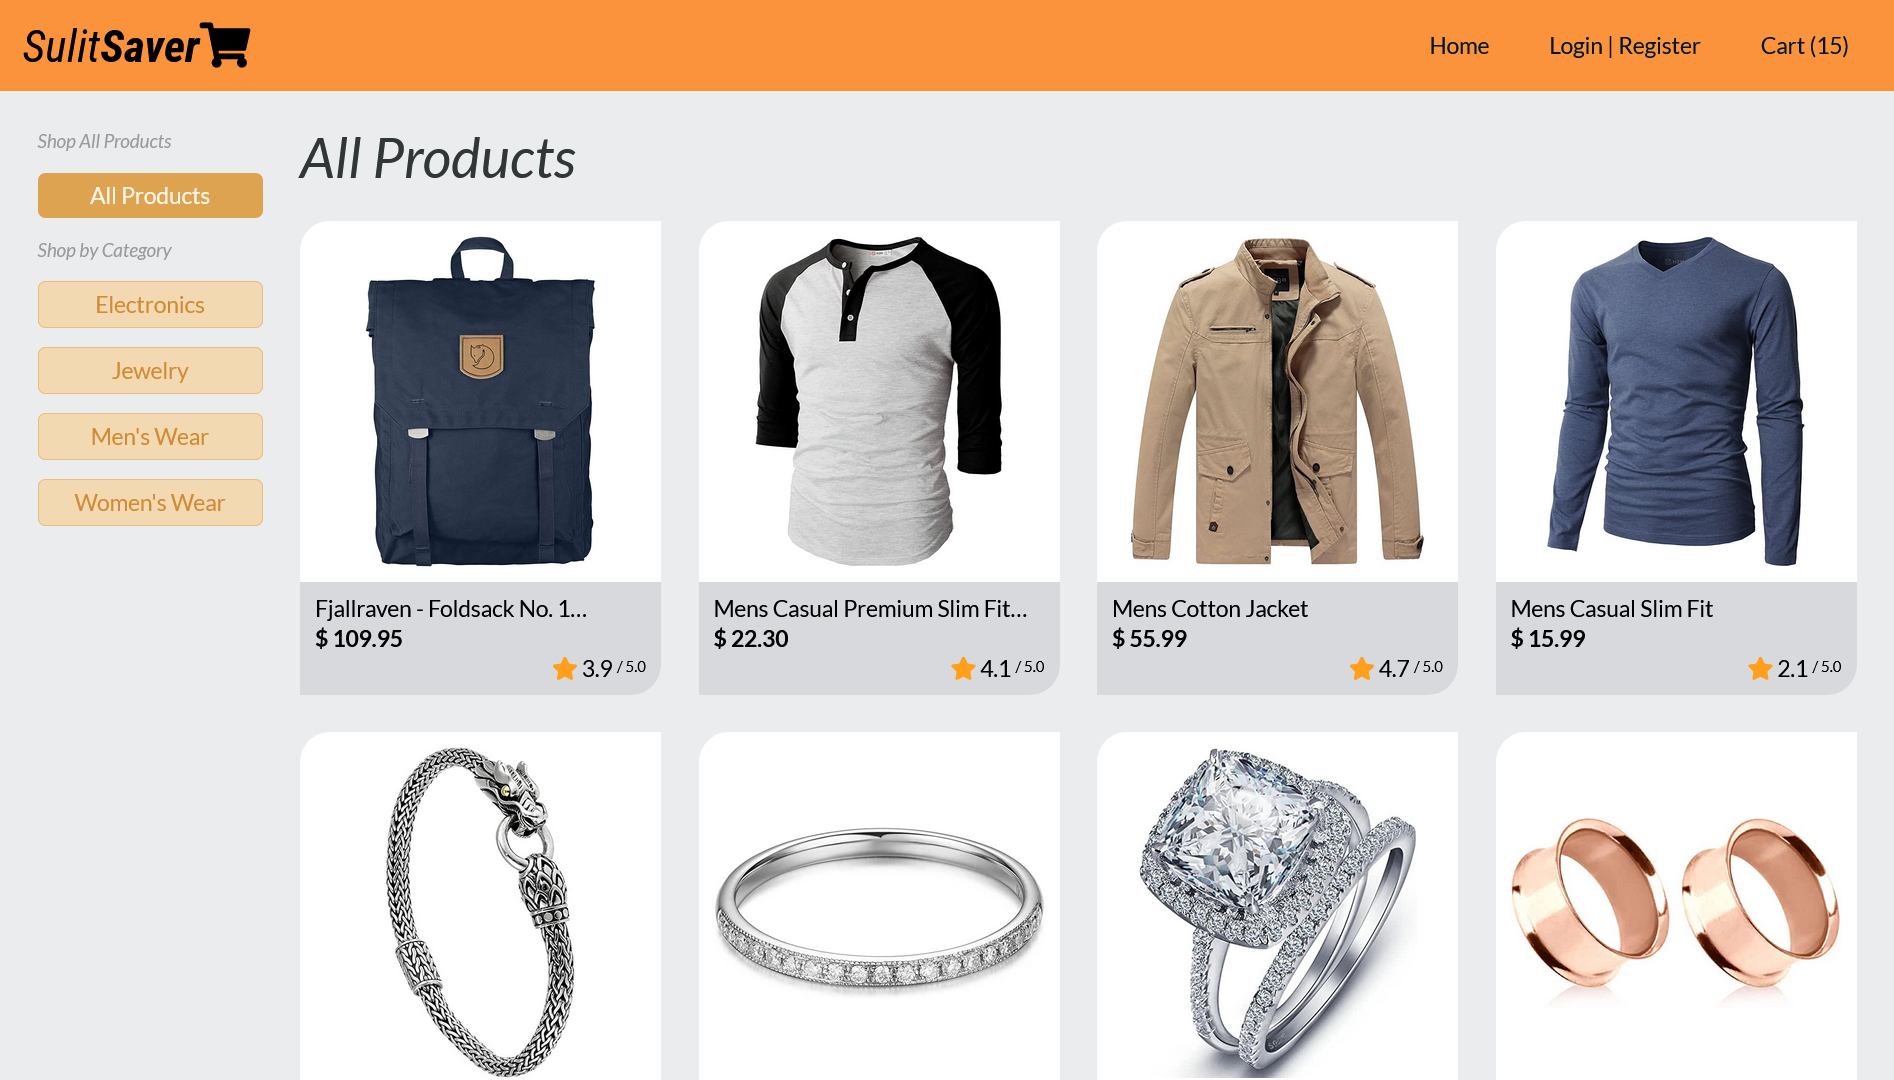 SulitSaver
Home
Login | Register
Cart (15)
Shop All Products
All Products
Shop by Category
Electronics
Jewelry
Men's Wear
Women's Wear
All Products
Fjallraven - Foldsack No. 1...
$ 109.95
3.9 / 5.0
Mens Casual Premium Slim Fit...
$ 22.30
4.1 / 5.0
Mens Cotton Jacket
$ 55.99
4.7 / 5.0
Mens Casual Slim Fit
$ 15.99
2.1 / 5.0